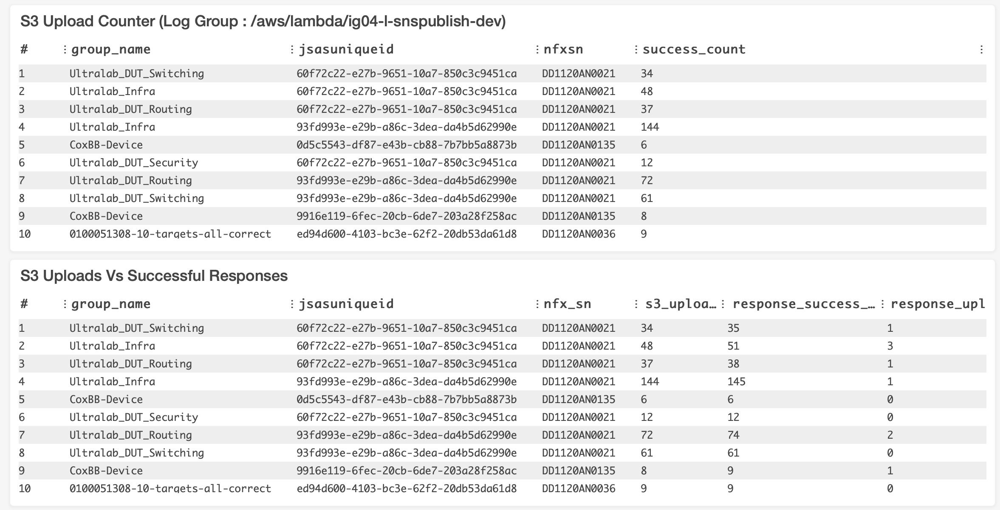 S3 Upload Counter (Log Group : /aws/lambda/ig04-l-snspublish-dev)
# group_name jsasuniqueid nfxsn success_count
1 Ultralab_DUT_Switching 60f72c22-e27b-9651-10a7-850c3c9451ca DD1120AN0021 34
2 Ultralab_Infra 60f72c22-e27b-9651-10a7-850c3c9451ca DD1120AN0021 48
3 Ultralab_DUT_Routing 60f72c22-e27b-9651-10a7-850c3c9451ca DD1120AN0021 37
4 Ultralab_Infra 93fd993e-e29b-a86c-3dea-da4b5d62990e DD1120AN0021 144
5 CoxBB-Device 0d5c5543-df87-e43b-cb88-7b7bb5a8873b DD1120AN0135 6
6 Ultralab_DUT_Security 60f72c22-e27b-9651-10a7-850c3c9451ca DD1120AN0021 12
7 Ultralab_DUT_Routing 93fd993e-e29b-a86c-3dea-da4b5d62990e DD1120AN0021 72
8 Ultralab_DUT_Switching 93fd993e-e29b-a86c-3dea-da4b5d62990e DD1120AN0021 61
9 CoxBB-Device 9916e119-6fec-20cb-6de7-203a28f258ac DD1120AN0135 8
10 0100051308-10-targets-all-correct ed94d600-4103-bc3e-62f2-20db53da61d8 DD1120AN0036 9
S3 Uploads Vs Successful Responses
# group_name jsasuniqueid nfx_sn s3_uploa… response_success_… response_upl
1 Ultralab_DUT_Switching 60f72c22-e27b-9651-10a7-850c3c9451ca DD1120AN0021 34 35 1
2 Ultralab_Infra 60f72c22-e27b-9651-10a7-850c3c9451ca DD1120AN0021 48 51 3
3 Ultralab_DUT_Routing 60f72c22-e27b-9651-10a7-850c3c9451ca DD1120AN0021 37 38 1
4 Ultralab_Infra 93fd993e-e29b-a86c-3dea-da4b5d62990e DD1120AN0021 144 145 1
5 CoxBB-Device 0d5c5543-df87-e43b-cb88-7b7bb5a8873b DD1120AN0135 6 6 0
6 Ultralab_DUT_Security 60f72c22-e27b-9651-10a7-850c3c9451ca DD1120AN0021 12 12 0
7 Ultralab_DUT_Routing 93fd993e-e29b-a86c-3dea-da4b5d62990e DD1120AN0021 72 74 2
8 Ultralab_DUT_Switching 93fd993e-e29b-a86c-3dea-da4b5d62990e DD1120AN0021 61 61 0
9 CoxBB-Device 9916e119-6fec-20cb-6de7-203a28f258ac DD1120AN0135 8 9 1
10 0100051308-10-targets-all-correct ed94d600-4103-bc3e-62f2-20db53da61d8 DD1120AN0036 9 9 0